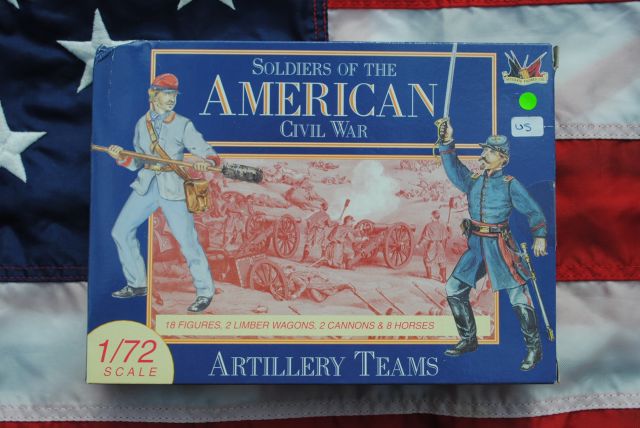 SOLDIERS OF THE
AMERICAN
CIVIL WAR
US
18 FIGURES, 2 LIMBER WAGONS, 2 CANNONS & 8 HORSES
1/72
SCALE
ARTILLERY TEAMS